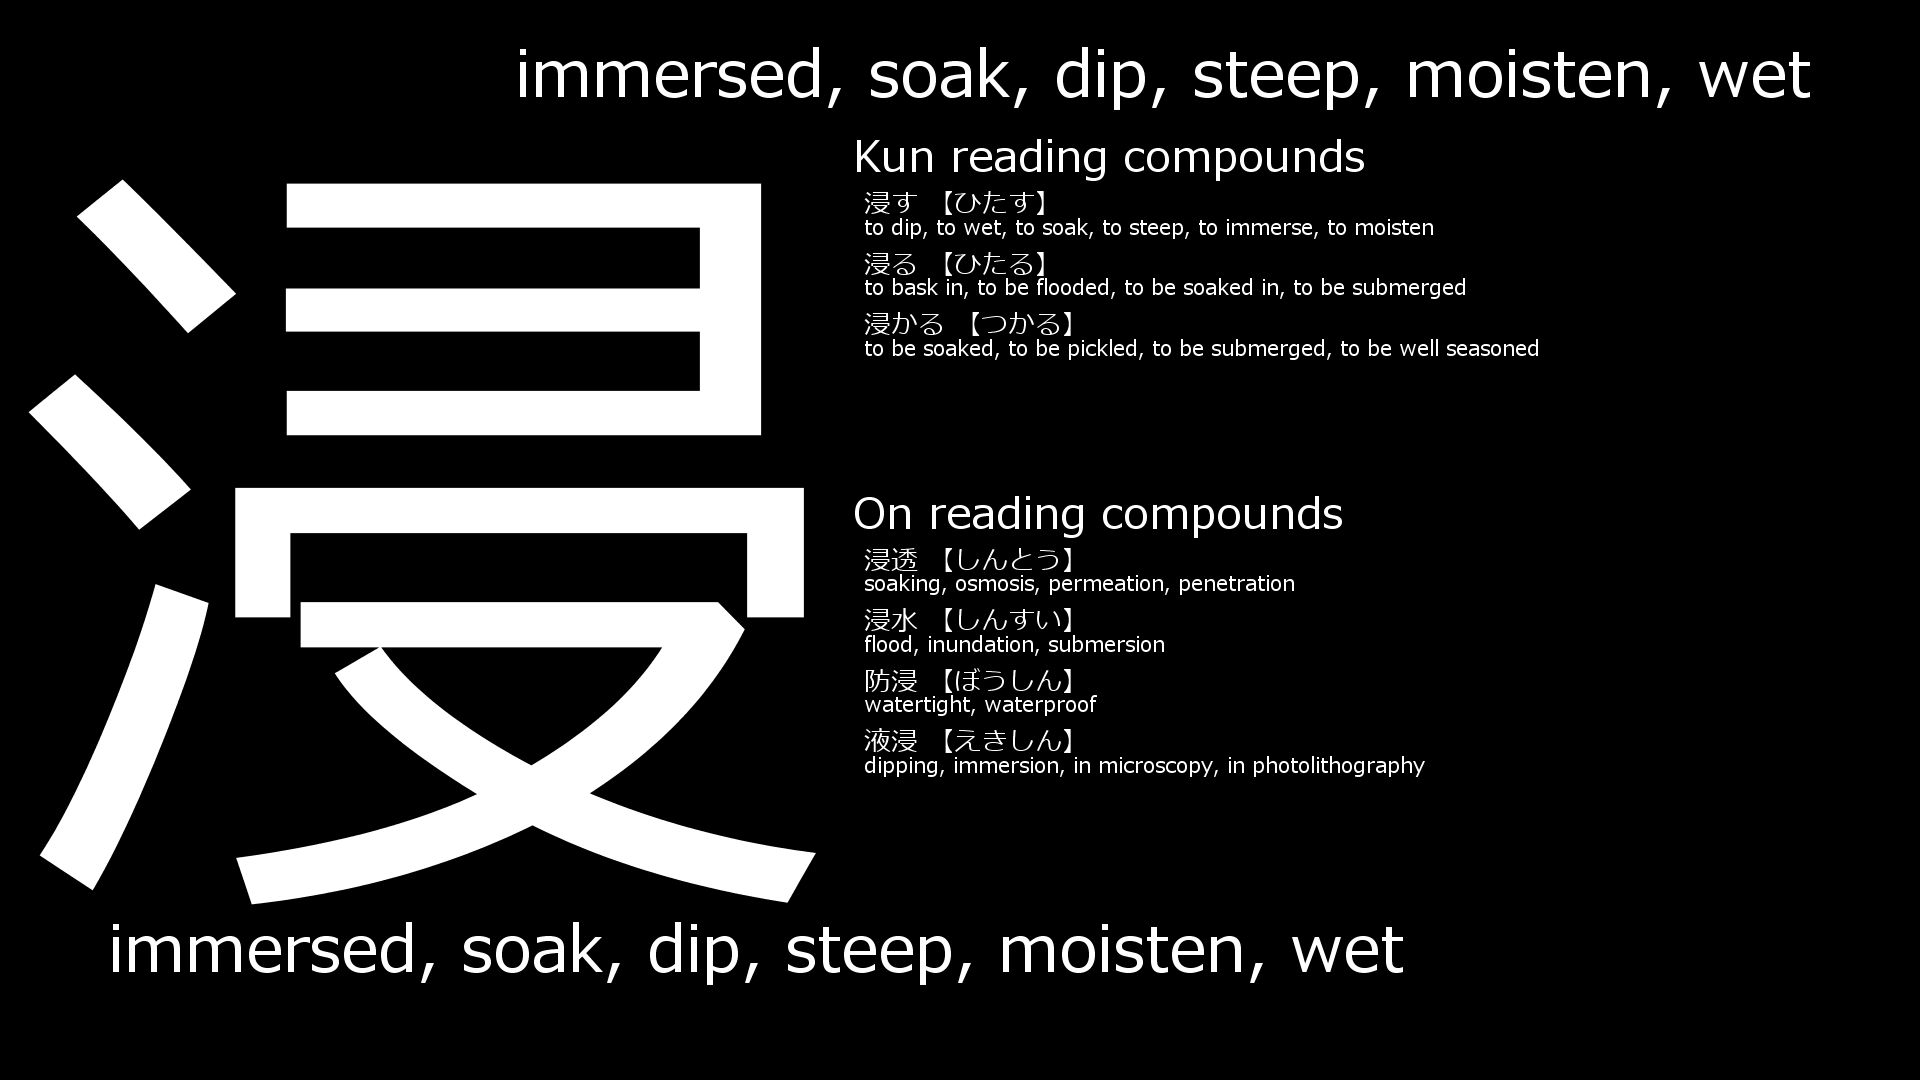 immersed, soak, dip, steep, moisten, wet
浸
Kun reading compounds
浸す 【ひたす】
to dip, to wet, to soak, to steep, to immerse, to moisten
浸る 【ひたる】
to bask in, to be flooded, to be soaked in, to be submerged
浸かる 【つかる】
to be soaked, to be pickled, to be submerged, to be well seasoned
On reading compounds
浸透 【しんとう】
soaking, osmosis, permeation, penetration
浸水 【しんすい】
flood, inundation, submersion
防浸 【ぼうしん】
watertight, waterproof
液浸 【えきしん】
dipping, immersion, in microscopy, in photolithography
immersed, soak, dip, steep, moisten, wet